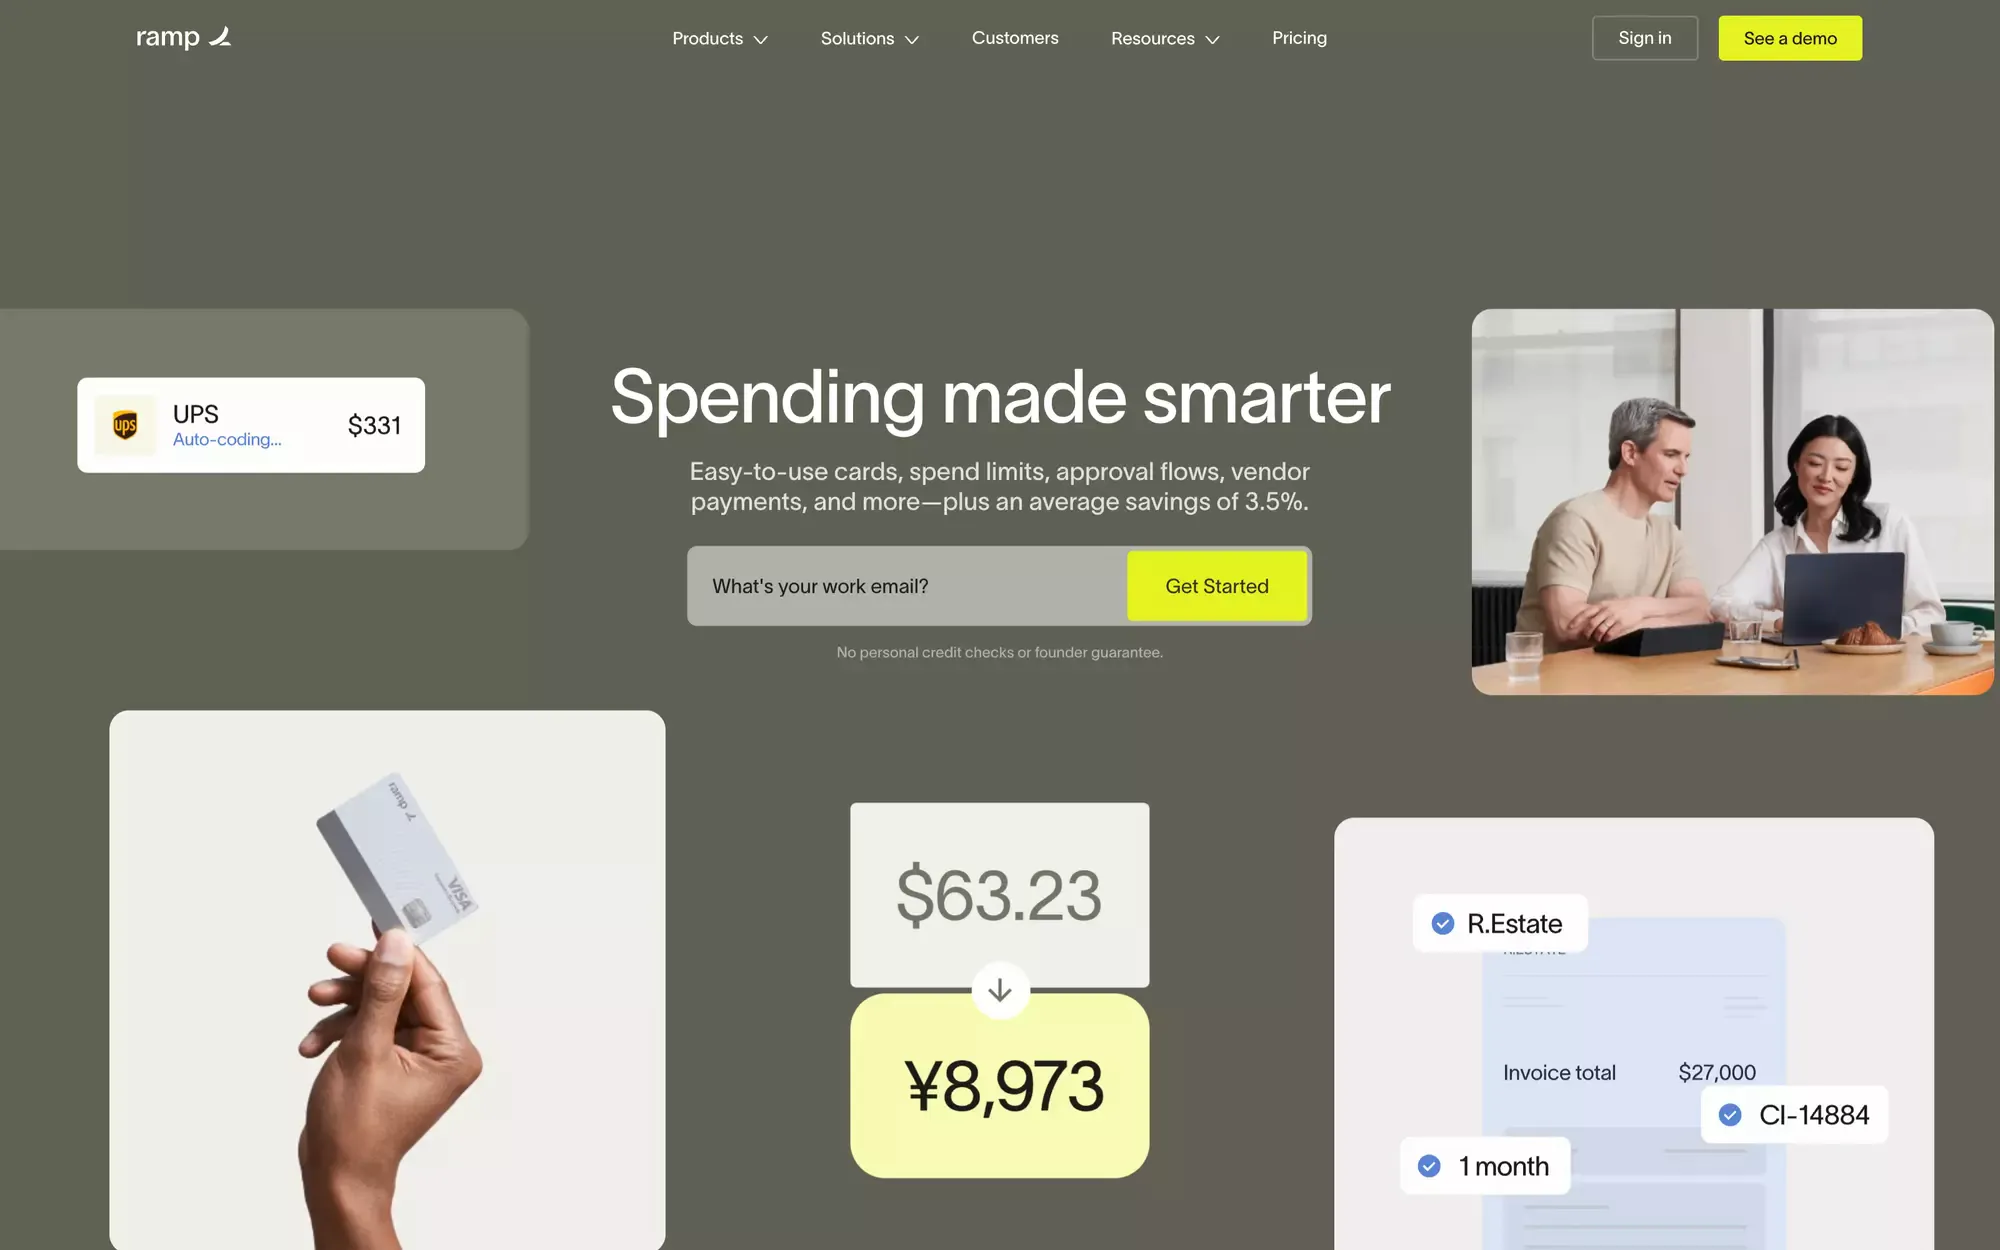 ramp
Products
Solutions
Customers
Resources
Pricing
Sign in
See a demo
UPS
ups
Auto-coding...
$331
Spending made smarter
Easy-to-use cards, spend limits, approval flows, vendor
payments, and more—plus an average savings of 3.5%.
What's your work email?
Get Started
No personal credit checks or founder guarantee.
ramp
VISA
$63.23
¥8,973
R.Estate
Invoice total
$27,000
CI-14884
1 month